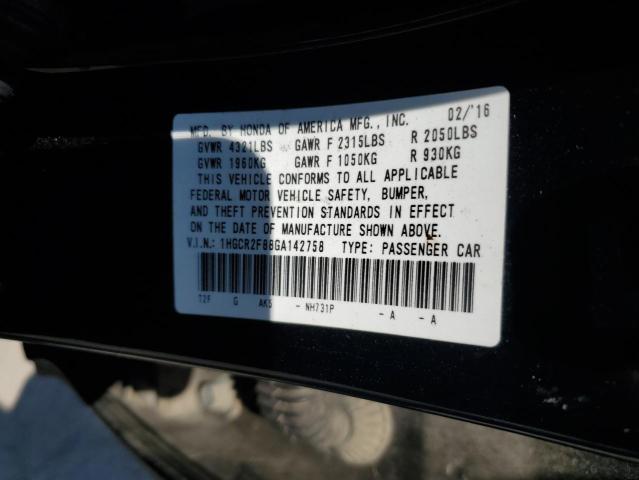 MFD. BY HONDA OF AMERICA MFG., INC. 02/'16
GVWR 4321LBS GAWR F 2315LBS R 2050LBS
GVWR 1960KG GAWR F 1050KG R 930KG
THIS VEHICLE CONFORMS TO ALL APPLICABLE
FEDERAL MOTOR VEHICLE SAFETY, BUMPER,
AND THEFT PREVENTION STANDARDS IN EFFECT
ON THE DATE OF MANUFACTURE SHOWN ABOVE.
V.I.N.: 1HGCR2F88GA142758 TYPE: PASSENGER CAR
T2F G AK5 - NH731P - A - A